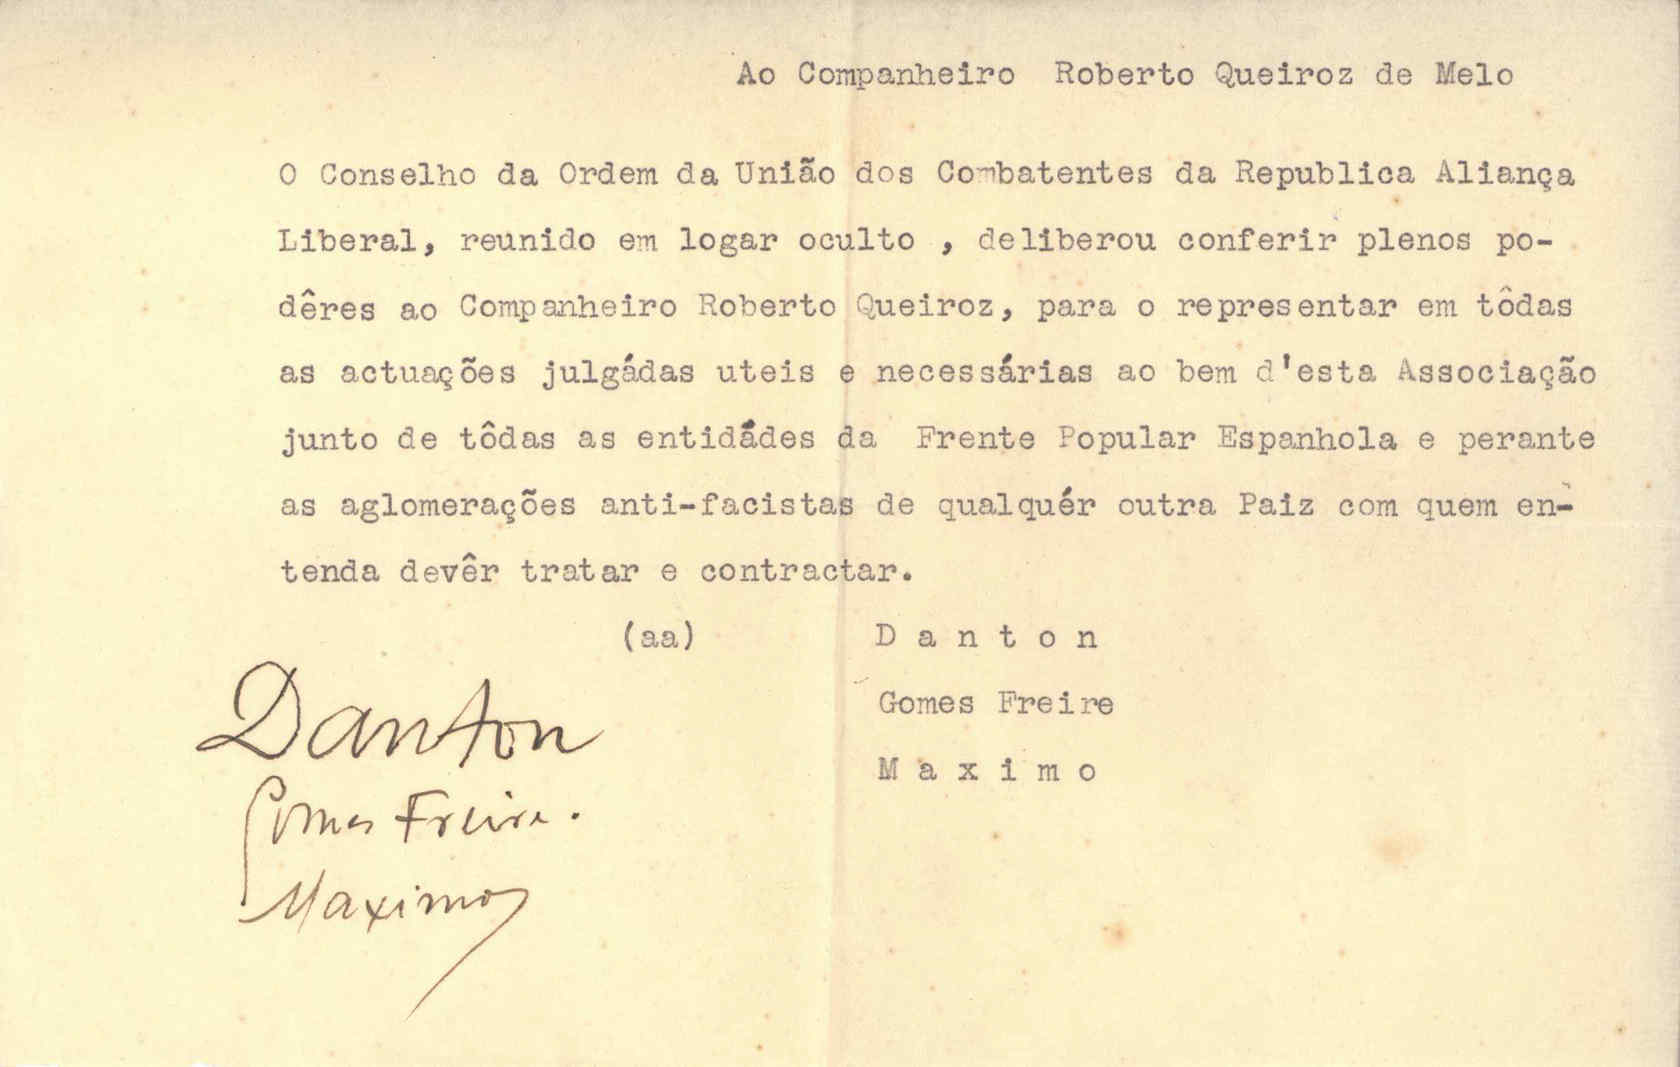 Ao Companheiro Roberto Queiroz de Melo
O Conselho da Ordem da União dos Combatentes da Republica Aliança
Liberal, reunido em logar oculto , deliberou conferir plenos po-
dêres ao Companheiro Roberto Queiroz, para o representar em tôdas
as actuações julgádas uteis e necessárias ao bem d'esta Associação
junto de tôdas as entidádes da Frente Popular Espanhola e perante
as aglomerações anti-facistas de qualquér outra Paiz com quem en-
tenda devêr tratar e contractar.
(aa) D a n t o n
Gomes Freire
M a x i m o
Danton
Gomes Freire.
Maximo